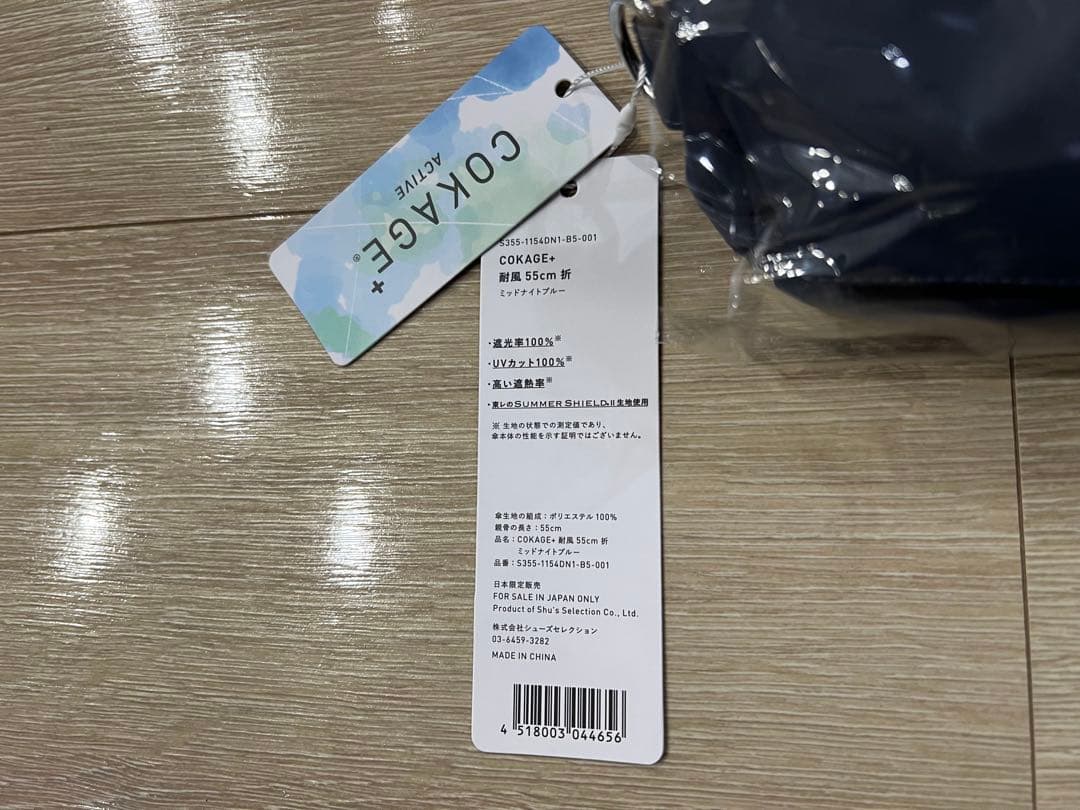 COKAGE+®
ACTIVE
S355-1154DN1-B5-001
COKAGE+
耐風 55cm 折
ミッドナイトブルー
・遮光率100%※
・UVカット100%※
・高い遮熱率※
・東レのSUMMER SHIELD®II生地使用
※ 生地の状態での測定値であり、
傘本体の性能を示す証明ではございません。
傘生地の組成：ポリエステル 100%
親骨の長さ：55cm
品名：COKAGE+ 耐風 55cm 折
ミッドナイトブルー
品番：S355-1154DN1-B5-001
日本限定販売
FOR SALE IN JAPAN ONLY
Product of Shu's Selection Co., Ltd.
株式会社シューズセレクション
03-6459-3282
MADE IN CHINA
4 518003 044656